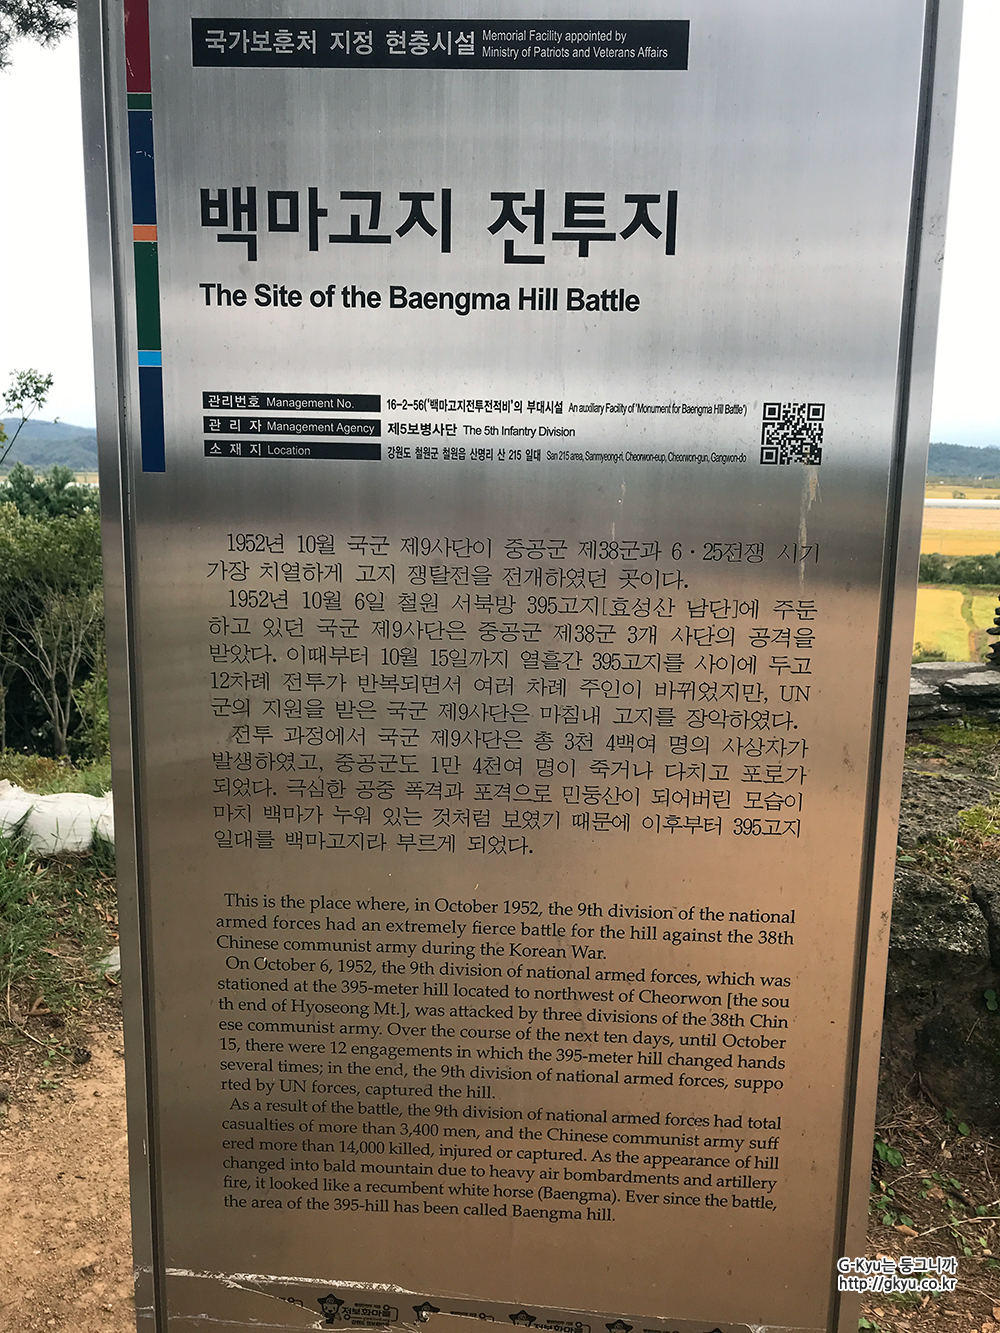 국가보훈처 지정 현충시설 Memorial Facility appointed by
Ministry of Patriots and Veterans Affairs
백마고지 전투지
The Site of the Baengma Hill Battle
관리번호 Management No. 16-2-56('백마고지전투전적비'의 부대시설 An auxiliary Facility of 'Monument for Baengma Hill Battle')
관 리 자 Management Agency 제5보병사단 The 5th Infantry Division
소 재 지 Location 강원도 철원군 철원읍 산명리 산 215 일대 San 215 area, Sanmyeong-ri, Cheorwon-eup, Cheorwon-gun, Gangwon-do
1952년 10월 국군 제9사단이 중공군 제38군과 6·25전쟁 시기
가장 치열하게 고지 쟁탈전을 전개하였던 곳이다.
1952년 10월 6일 철원 서북방 395고지[효성산 남단]에 주둔
하고 있던 국군 제9사단은 중공군 제38군 3개 사단의 공격을
받았다. 이때부터 10월 15일까지 열흘간 395고지를 사이에 두고
12차례 전투가 반복되면서 여러 차례 주인이 바뀌었지만, UN
군의 지원을 받은 국군 제9사단은 마침내 고지를 장악하였다.
전투 과정에서 국군 제9사단은 총 3천 4백여 명의 사상자가
발생하였고, 중공군도 1만 4천여 명이 죽거나 다치고 포로가
되었다. 극심한 공중 폭격과 포격으로 민둥산이 되어버린 모습이
마치 백마가 누워 있는 것처럼 보였기 때문에 이후부터 395고지
일대를 백마고지라 부르게 되었다.
This is the place where, in October 1952, the 9th division of the national
armed forces had an extremely fierce battle for the hill against the 38th
Chinese communist army during the Korean War.
On October 6, 1952, the 9th division of national armed forces, which was
stationed at the 395-meter hill located to northwest of Cheorwon [the sou
th end of Hyoseong Mt.], was attacked by three divisions of the 38th Chin
ese communist army. Over the course of the next ten days, until October
15, there were 12 engagements in which the 395-meter hill changed hands
several times; in the end, the 9th division of national armed forces, suppo
rted by UN forces, captured the hill.
As a result of the battle, the 9th division of national armed forces had total
casualties of more than 3,400 men, and the Chinese communist army suff
ered more than 14,000 killed, injured or captured. As the appearance of hill
changed into bald mountain due to heavy air bombardments and artillery
fire, it looked like a recumbent white horse (Baengma). Ever since the battle,
the area of the 395-hill has been called Baengma hill.
정보화마을
정보화마을
G-Kyu는 둥그니까
http://gkyu.co.kr